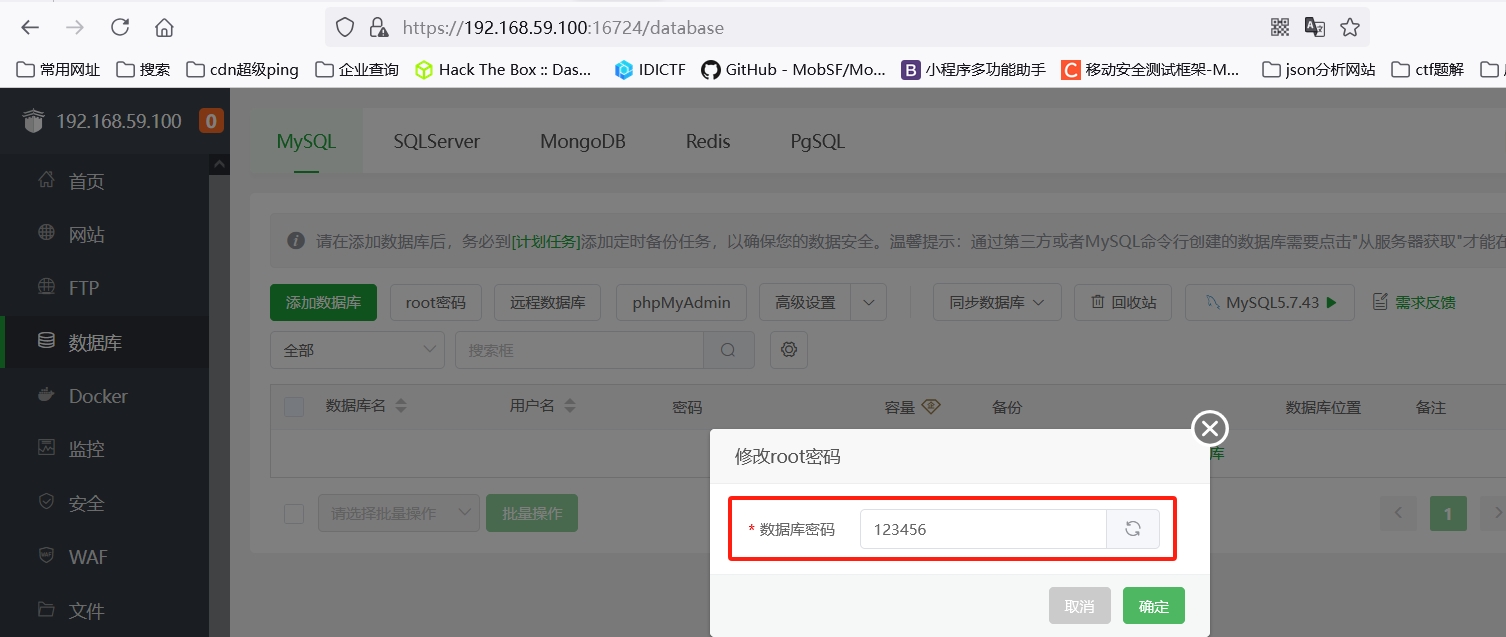 https://192.168.59.100:16724/database
常用网址 搜索 cdn超级ping 企业查询 Hack The Box :: Das... IDICTF GitHub - MobSF/Mo... B 小程序多功能助手 C 移动安全测试框架-M... json分析网站 ctf题解
192.168.59.100 0
MySQL SQLServer MongoDB Redis PgSQL
首页
网站
FTP
数据库
Docker
监控
安全
WAF
文件
请在添加数据库后，务必到[计划任务]添加定时备份任务，以确保您的数据安全。温馨提示：通过第三方或者MySQL命令行创建的数据库需要点击"从服务器获取"才能在
添加数据库 root密码 远程数据库 phpMyAdmin 高级设置 同步数据库 回收站 MySQL5.7.43 需求反馈
全部 搜索框
数据库名 用户名 密码 容量 备份 数据库位置 备注
库
请选择批量操作 批量操作 1
修改root密码
* 数据库密码 123456
取消 确定